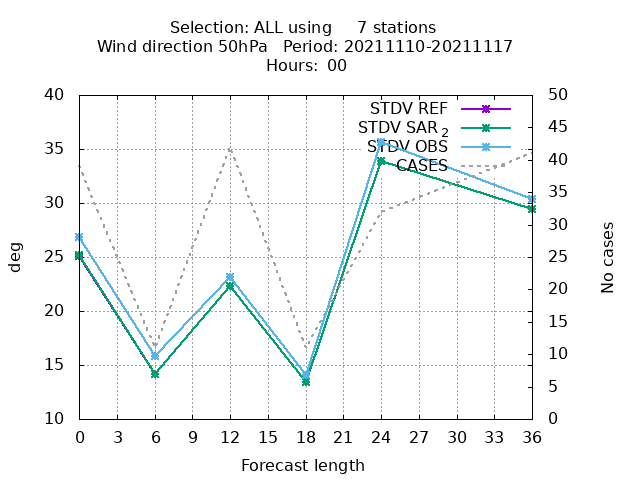 Selection: ALL using 7 stations
Wind direction 50hPa Period: 20211110-20211117
Hours: 00
40 50
STDV REF
45
STDV SAR 2
STDV OBS
35
CASES
40
35
30
30
25 25
deg No cases
20
20
15
15
10
5
10 0
0 3 6 9 12 15 18 21 24 27 30 33 36
Forecast length